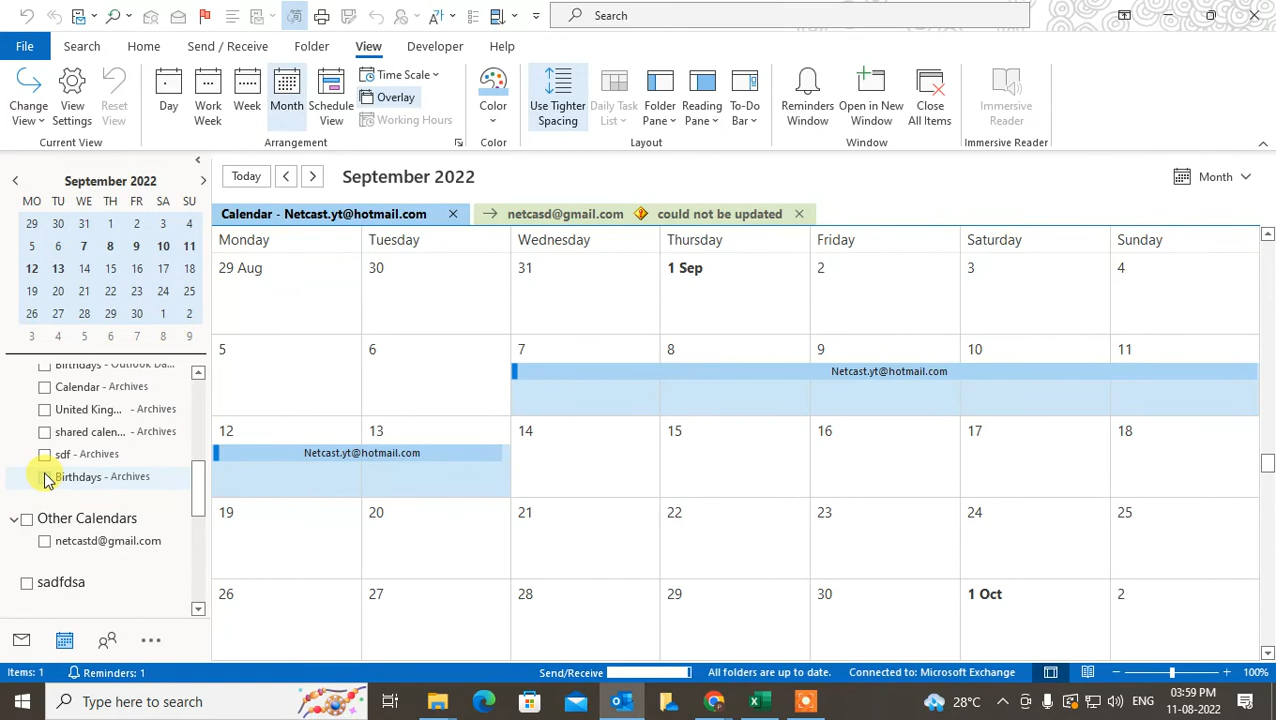 Search
File Search Home Send / Receive Folder View Developer Help
Change View View Settings Reset View Day Work Week Week Month Schedule View Time Scale Overlay Working Hours Color Use Tighter Spacing Daily Task List Folder Pane Reading Pane To-Do Bar Reminders Window Open in New Window Close All Items Immersive Reader
Current View Arrangement Color Layout Window Immersive Reader
September 2022
MO TU WE TH FR SA SU
29 30 31 1 2 3 4
5 6 7 8 9 10 11
12 13 14 15 16 17 18
19 20 21 22 23 24 25
26 27 28 29 30 1 2
3 4 5 6 7 8 9
Birthdays - Outlook Da...
Calendar - Archives
United King... - Archives
shared calen... - Archives
sdf - Archives
Birthdays - Archives
Other Calendars
netcastd@gmail.com
sadfdsa
Today September 2022 Month
Calendar - Netcast.yt@hotmail.com netcasd@gmail.com could not be updated
Monday Tuesday Wednesday Thursday Friday Saturday Sunday
29 Aug 30 31 1 Sep 2 3 4
5 6 7 8 9 10 11
Netcast.yt@hotmail.com
12 13 14 15 16 17 18
Netcast.yt@hotmail.com
19 20 21 22 23 24 25
26 27 28 29 30 1 Oct 2
Items: 1 Reminders: 1 Send/Receive All folders are up to date. Connected to: Microsoft Exchange 100%
Type here to search 28°C ENG 03:59 PM
11-08-2022